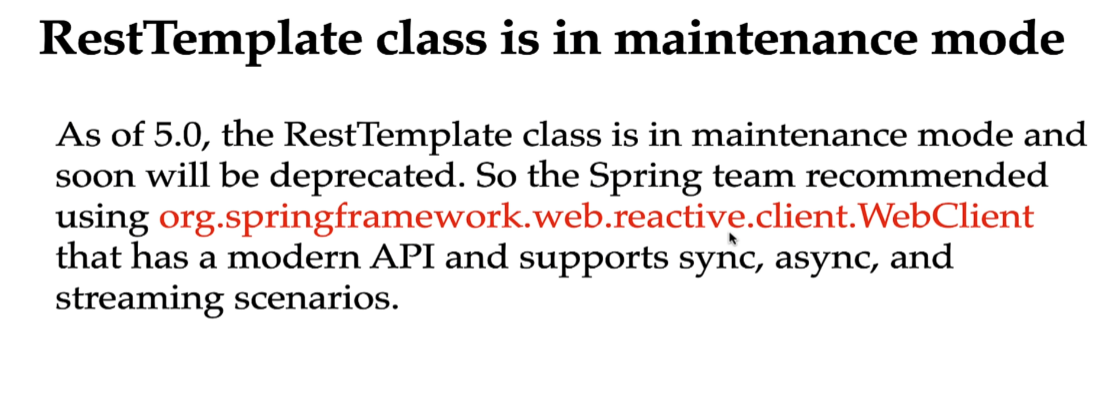 RestTemplate class is in maintenance mode
As of 5.0, the RestTemplate class is in maintenance mode and
soon will be deprecated. So the Spring team recommended
using org.springframework.web.reactive.client.WebClient
that has a modern API and supports sync, async, and
streaming scenarios.